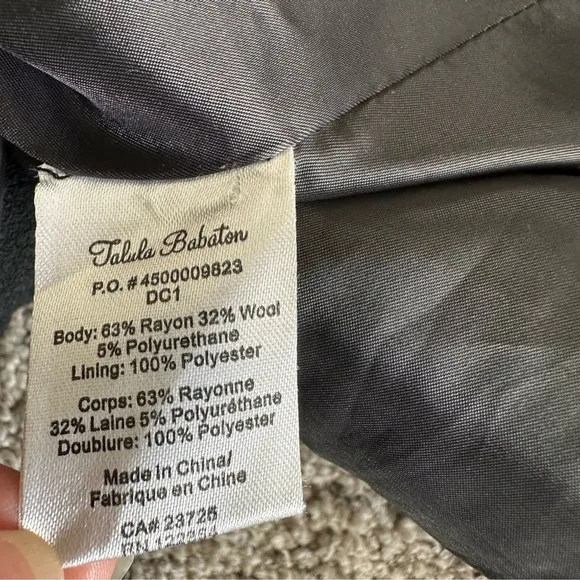 Talula Babaton
P.O. # 4500009823
DC1
Body: 63% Rayon 32% Wool
5% Polyurethane
Lining: 100% Polyester
Corps: 63% Rayonne
32% Laine 5% Polyuréthane
Doublure: 100% Polyester
Made In China/
Fabrique en Chine
CA# 23725